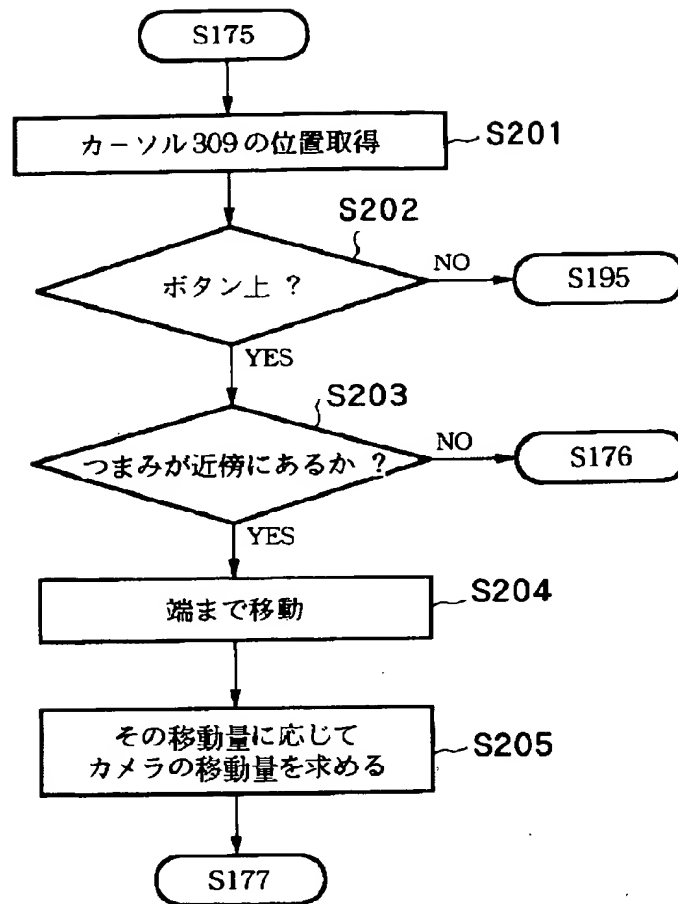 S175
カーソル309の位置取得
S201
S202
ボタン上 ?
NO
S195
YES
S203
つまみが近傍にあるか ?
NO
S176
YES
端まで移動
S204
その移動量に応じて
カメラの移動量を求める
S205
S177